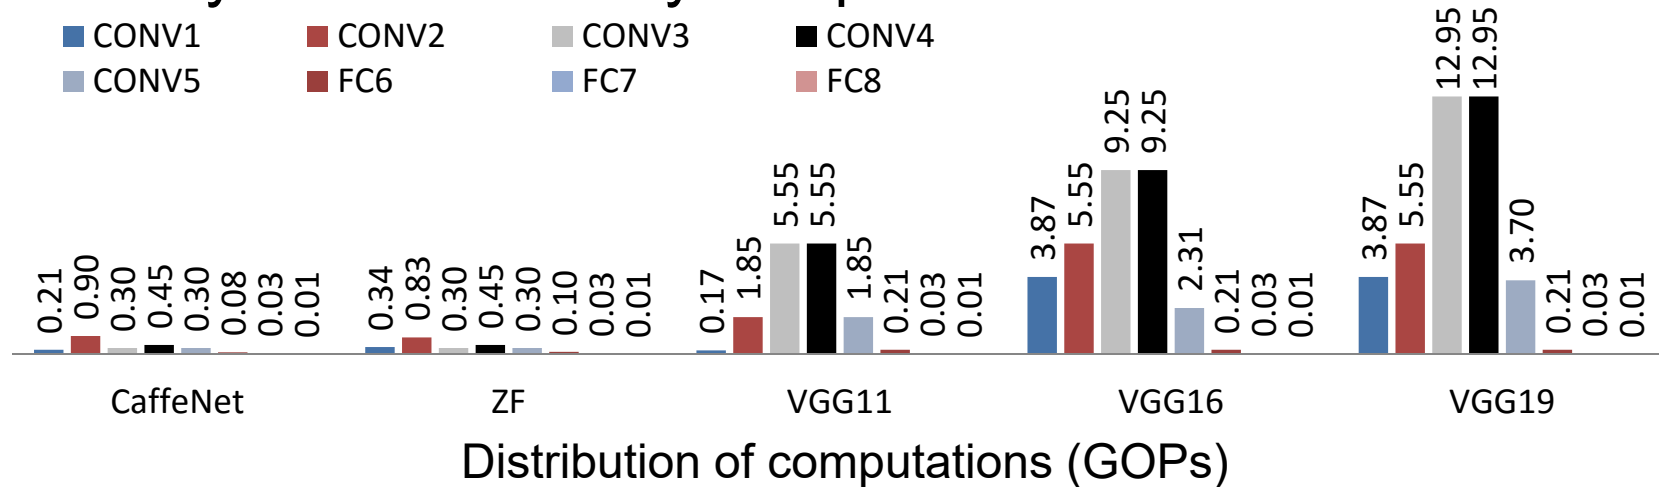 CONV1 CONV2 CONV3 CONV4
CONV5 FC6 FC7 FC8
0.21 0.90 0.30 0.45 0.30 0.08 0.03 0.01
0.34 0.83 0.30 0.45 0.30 0.10 0.03 0.01
0.17 1.85 5.55 5.55 1.85 0.21 0.03 0.01
3.87 5.55 9.25 9.25 2.31 0.21 0.03 0.01
3.87 5.55 12.95 12.95 3.70 0.21 0.03 0.01
CaffeNet ZF VGG11 VGG16 VGG19
Distribution of computations (GOPs)